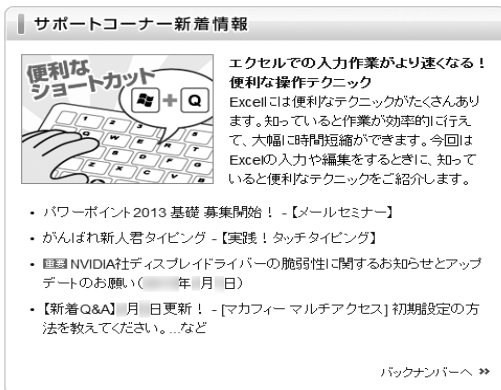 サポートコーナー新着情報
便利な
ショートカット
+ Q
1 2 3 4 5
Q W E R T
エクセルでの入力作業がより速くなる！
便利な操作テクニック
Excelには便利なテクニックがたくさんあり
ます。知っていると作業が効率的に行え
て、大幅に時間短縮ができます。今回は
Excelの入力や編集をするときに、知って
いると便利なテクニックをご紹介します。
・パワーポイント2013 基礎 募集開始！ -【メールセミナー】
・がんばれ新人君タイピング -【実践！タッチタイピング】
・重要 NVIDIA社ディスプレイドライバーの脆弱性に関するお知らせとアップ
デートのお願い( 年 月 日)
・【新着Q&A】 月 日更新！ - [マカフィー マルチアクセス] 初期設定の方
法を教えてください。...など
バックナンバーへ »